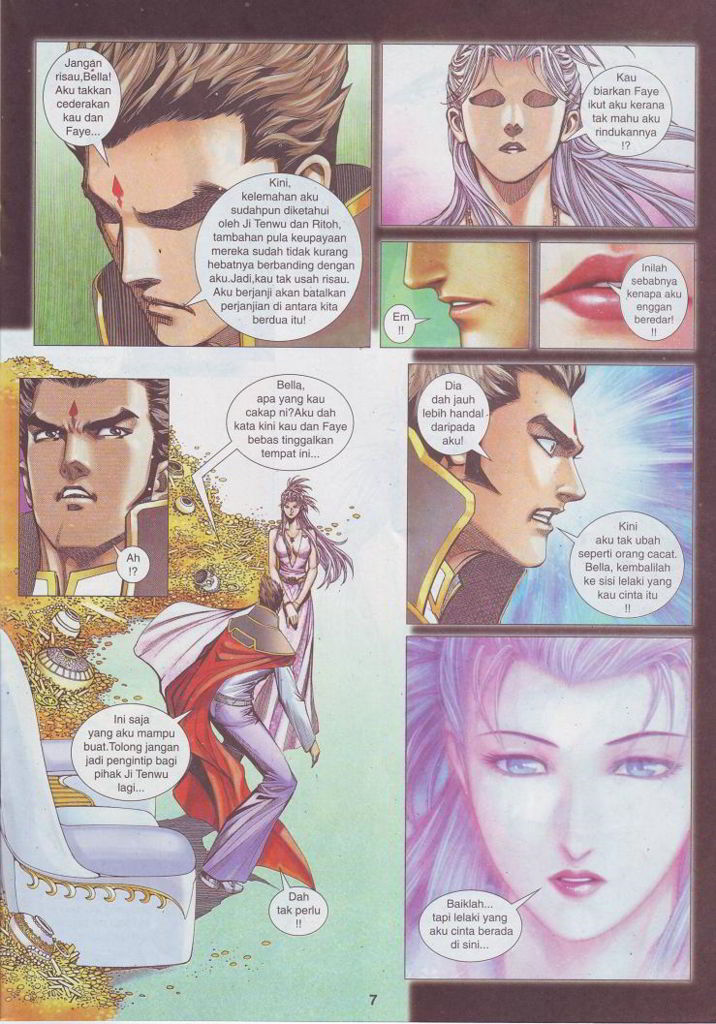 Jangan
risau,Bella!
Aku takkan
cederakan
kau dan
Faye...
Kini,
kelemahan aku
sudahpun diketahui
oleh Ji Tenwu dan Ritoh,
tambahan pula keupayaan
mereka sudah tidak kurang
hebatnya berbanding dengan
aku.Jadi,kau tak usah risau.
Aku berjanji akan batalkan
perjanjian di antara kita
berdua itu!
Kau
biarkan Faye
ikut aku kerana
tak mahu aku
rindukannya
!?
Em
!!
Inilah
sebabnya
kenapa aku
enggan
beredar!
!!
Ah
!?
Bella,
apa yang kau
cakap ni?Aku dah
kata kini kau dan Faye
bebas tinggalkan
tempat ini...
Dia
dah jauh
lebih handal
daripada
aku!
Kini
aku tak ubah
seperti orang cacat.
Bella, kembalilah
ke sisi lelaki yang
kau cinta itu
!!
Ini saja
yang aku mampu
buat.Tolong jangan
jadi pengintip bagi
pihak Ji Tenwu
lagi...
Dah
tak perlu
!!
Baiklah...
tapi lelaki yang
aku cinta berada
di sini...
7